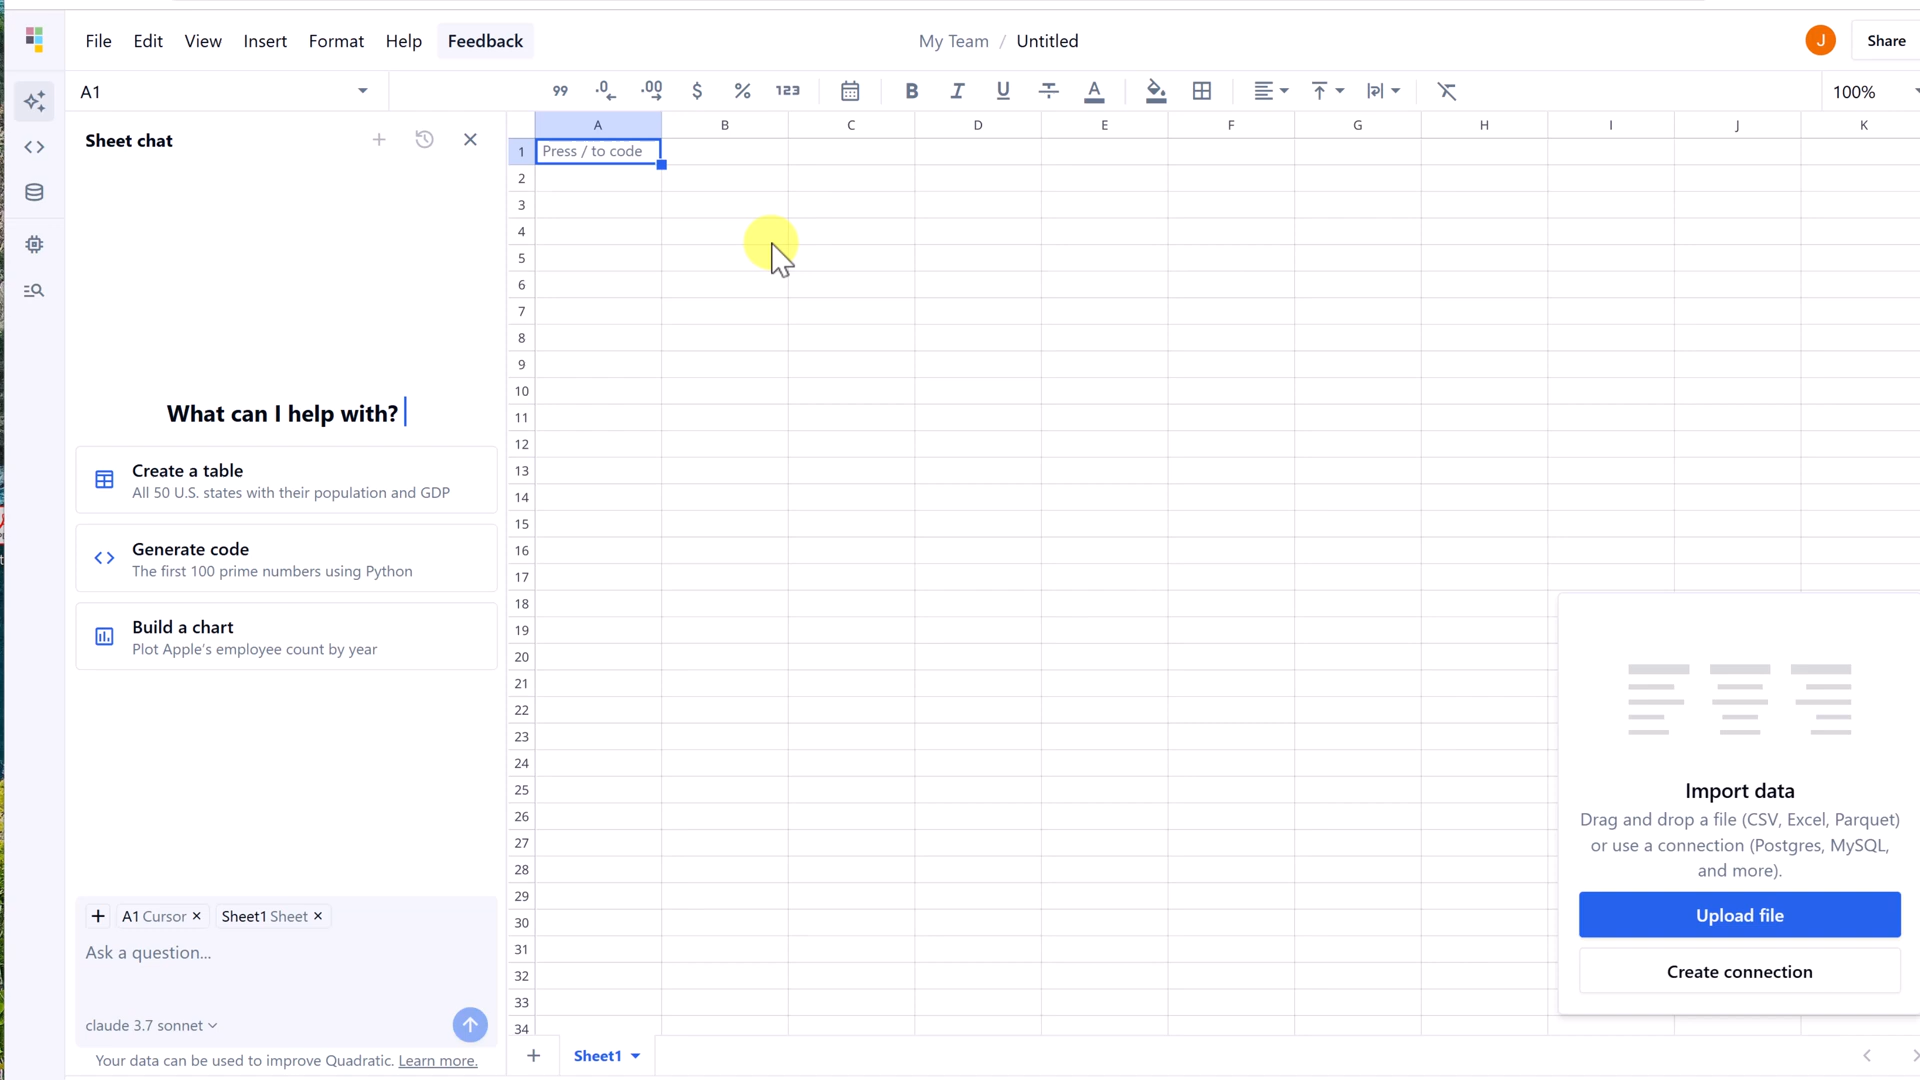 File Edit View Insert Format Help Feedback
My Team / Untitled
J
Share
A1
99 .0 .00 $ % 123
B I U A
100%
Sheet chat
A B C D E F G H I J K
1 Press / to code
2
3
4
5
6
7
8
9
10
11
12
13
14
15
16
17
18
19
20
21
22
23
24
25
26
27
28
29
30
31
32
33
34
What can I help with?
Create a table
All 50 U.S. states with their population and GDP
Generate code
The first 100 prime numbers using Python
Build a chart
Plot Apple's employee count by year
A1 Cursor × Sheet1 Sheet ×
Ask a question...
claude 3.7 sonnet
Your data can be used to improve Quadratic. Learn more.
Import data
Drag and drop a file (CSV, Excel, Parquet)
or use a connection (Postgres, MySQL,
and more).
Upload file
Create connection
Sheet1